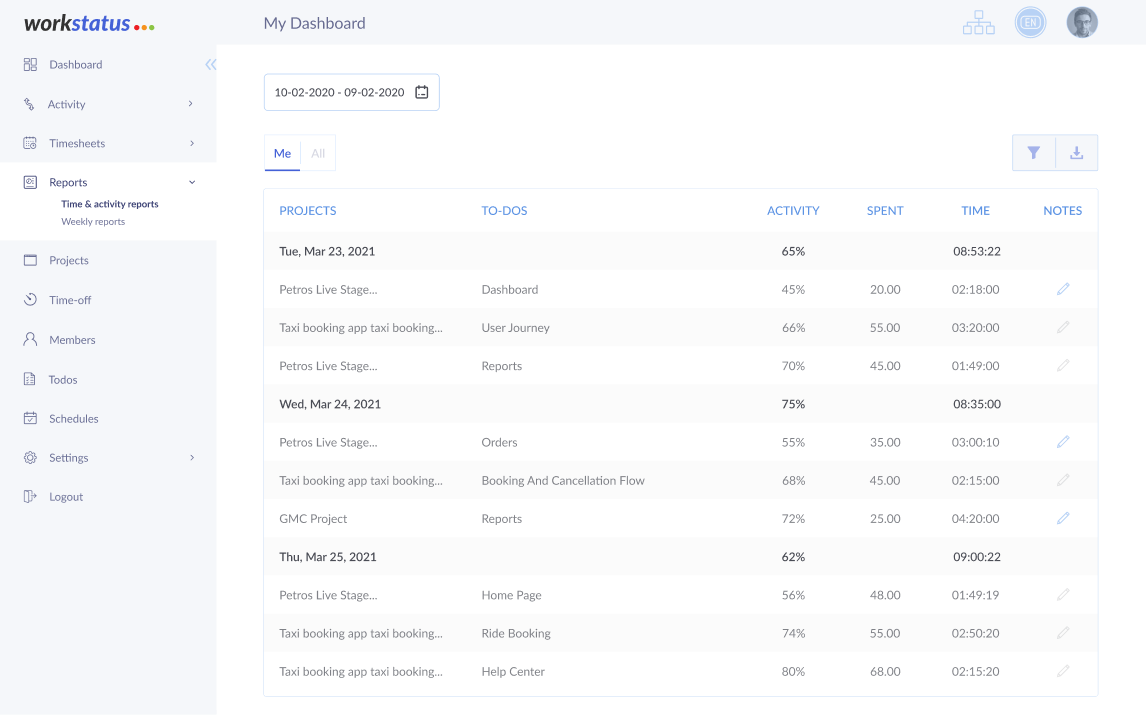 workstatus
My Dashboard
EN
Dashboard
Activity
Timesheets
Reports
Time & activity reports
Weekly reports
Projects
Time-off
Members
Todos
Schedules
Settings
Logout
10-02-2020 - 09-02-2020
Me All
PROJECTS TO-DOS ACTIVITY SPENT TIME NOTES
Tue, Mar 23, 2021 65% 08:53:22
Petros Live Stage... Dashboard 45% 20.00 02:18:00
Taxi booking app taxi booking... User Journey 66% 55.00 03:20:00
Petros Live Stage... Reports 70% 45.00 01:49:00
Wed, Mar 24, 2021 75% 08:35:00
Petros Live Stage... Orders 55% 35.00 03:00:10
Taxi booking app taxi booking... Booking And Cancellation Flow 68% 45.00 02:15:00
GMC Project Reports 72% 25.00 04:20:00
Thu, Mar 25, 2021 62% 09:00:22
Petros Live Stage... Home Page 56% 48.00 01:49:19
Taxi booking app taxi booking... Ride Booking 74% 55.00 02:50:20
Taxi booking app taxi booking... Help Center 80% 68.00 02:15:20